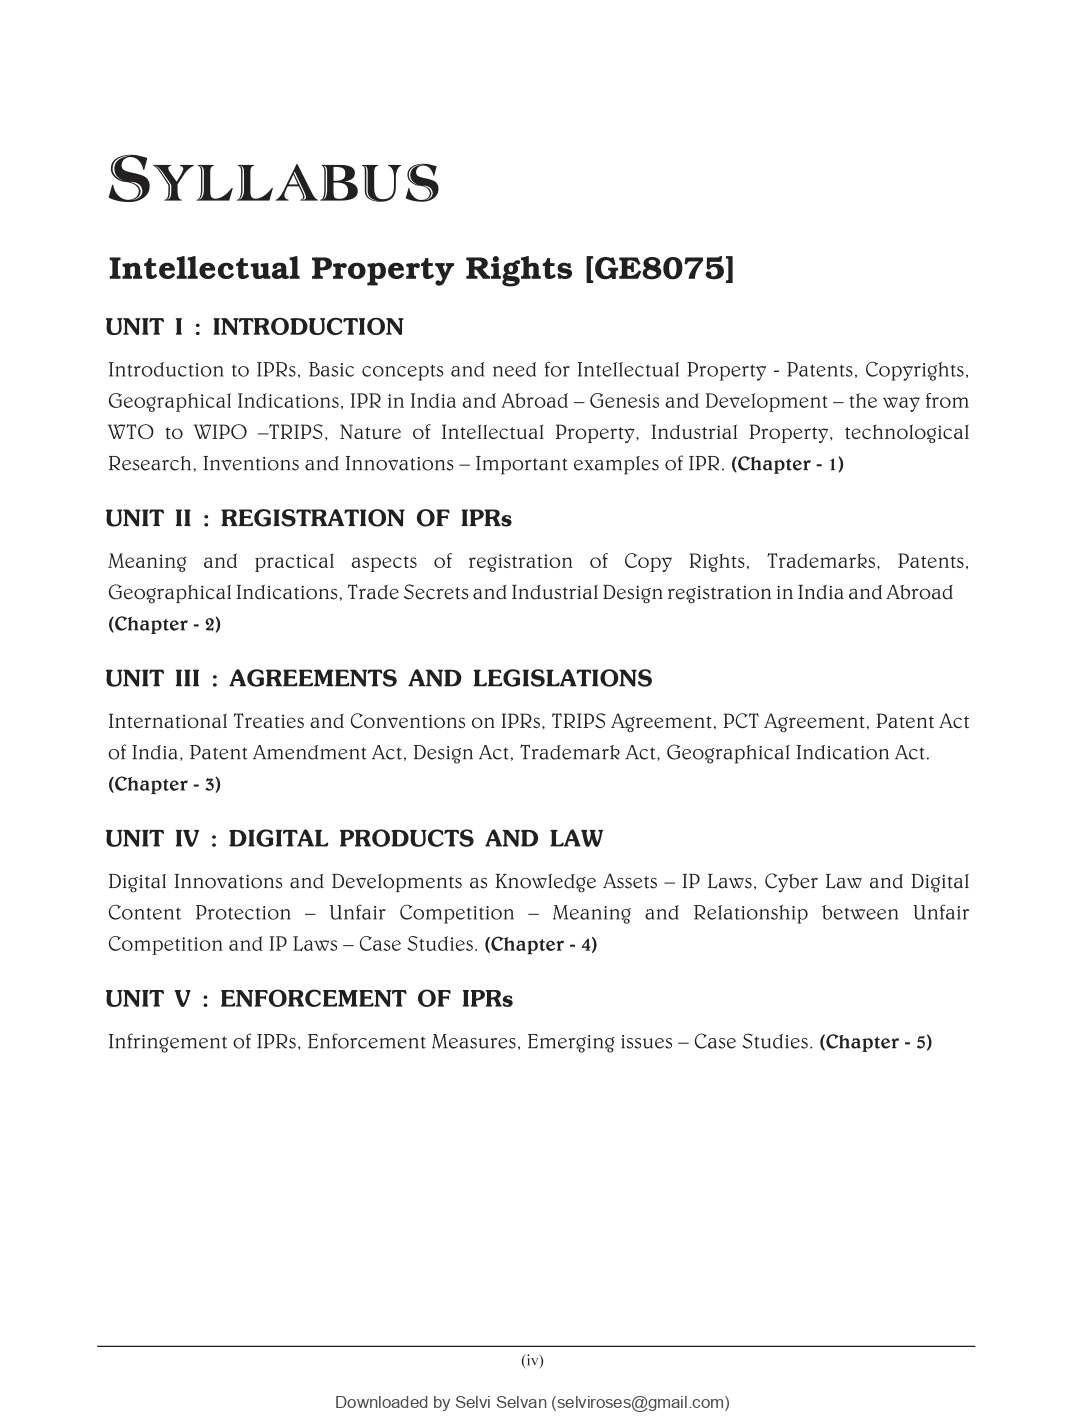 SYLLABUS
Intellectual Property Rights [GE8075]
UNIT I : INTRODUCTION
Introduction to IPRs, Basic concepts and need for Intellectual Property - Patents, Copyrights,
Geographical Indications, IPR in India and Abroad – Genesis and Development – the way from
WTO to WIPO –TRIPS, Nature of Intellectual Property, Industrial Property, technological
Research, Inventions and Innovations – Important examples of IPR. (Chapter - 1)
UNIT II : REGISTRATION OF IPRs
Meaning and practical aspects of registration of Copy Rights, Trademarks, Patents,
Geographical Indications, Trade Secrets and Industrial Design registration in India and Abroad
(Chapter - 2)
UNIT III : AGREEMENTS AND LEGISLATIONS
International Treaties and Conventions on IPRs, TRIPS Agreement, PCT Agreement, Patent Act
of India, Patent Amendment Act, Design Act, Trademark Act, Geographical Indication Act.
(Chapter - 3)
UNIT IV : DIGITAL PRODUCTS AND LAW
Digital Innovations and Developments as Knowledge Assets – IP Laws, Cyber Law and Digital
Content Protection – Unfair Competition – Meaning and Relationship between Unfair
Competition and IP Laws – Case Studies. (Chapter - 4)
UNIT V : ENFORCEMENT OF IPRs
Infringement of IPRs, Enforcement Measures, Emerging issues – Case Studies. (Chapter - 5)
(iv)
Downloaded by Selvi Selvan (selviroses@gmail.com)